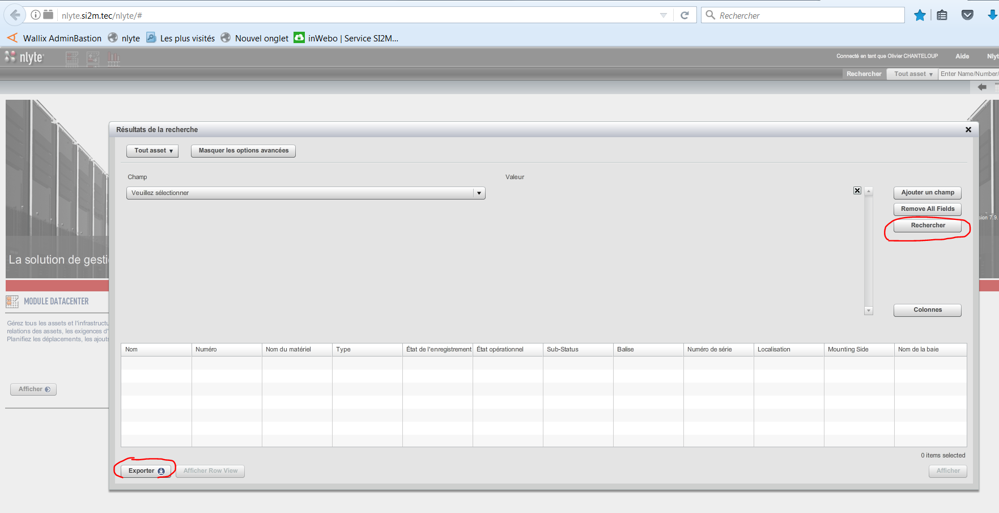 nlyte.si2m.tec/nlyte/#
Rechercher
Wallix AdminBastion
nlyte
Les plus visités
Nouvel onglet
inWebo | Service SI2M...
nlyte
Connecté en tant que Olivier CHANTELOUP
Aide
Nlyt
Rechercher
Tout asset
Enter Name/Number/
Résultats de la recherche
Tout asset
Masquer les options avancées
Champ
Valeur
Veuillez sélectionner
Ajouter un champ
Remove All Fields
sion 7.9.
Rechercher
La solution de gesti
MODULE DATACENTER
Colonnes
Gérez tous les assets et l'infrastructu
relations des assets, les exigences d'
Planifiez les déplacements, les ajouts
Nom
Numéro
Nom du matériel
Type
État de l'enregistrement
État opérationnel
Sub-Status
Balise
Numéro de série
Localisation
Mounting Side
Nom de la baie
Afficher
0 items selected
Exporter
Afficher Row View
Afficher